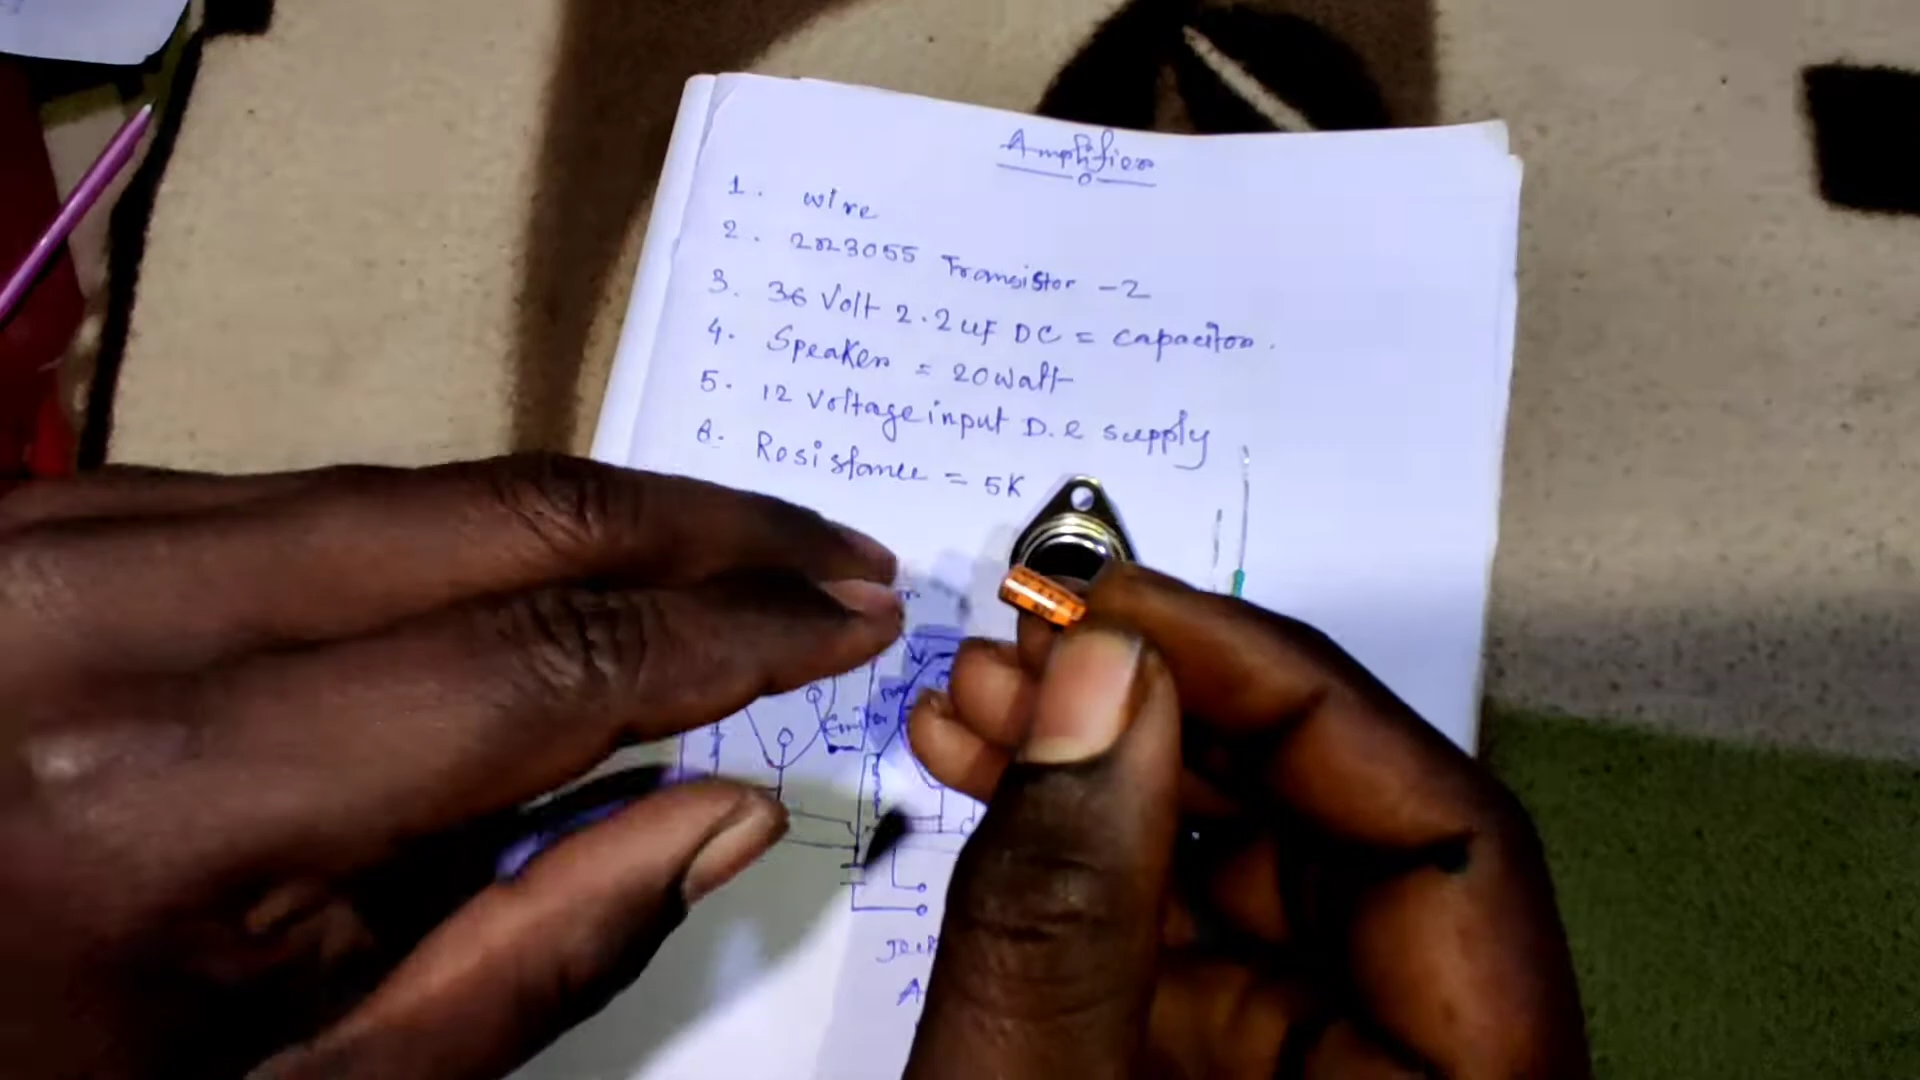 Amplifier
1. wire
2. 2n3055 Transistor -2
3. 36 Volt 2.2uf DC = capacitor.
4. Speaker = 20watt
5. 12 Voltage input D.C supply
6. Resistance = 5K